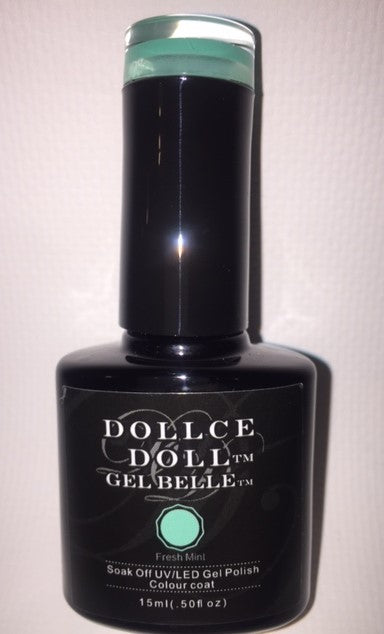 DOLLCE
DOLL™
GEL BELLE™
Fresh Mint
Soak Off UV/LED Gel Polish
Colour coat
15ml(.50fl oz)